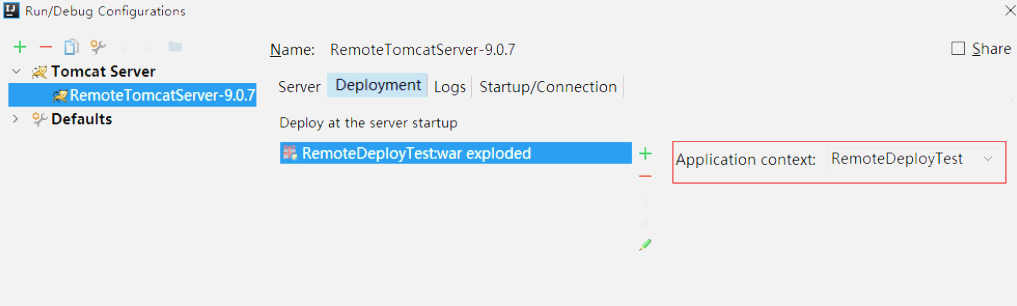 Run/Debug Configurations
Name: RemoteTomcatServer-9.0.7
Share
Tomcat Server
RemoteTomcatServer-9.0.7
Defaults
Server Deployment Logs Startup/Connection
Deploy at the server startup
RemoteDeployTest:war exploded
Application context: RemoteDeployTest